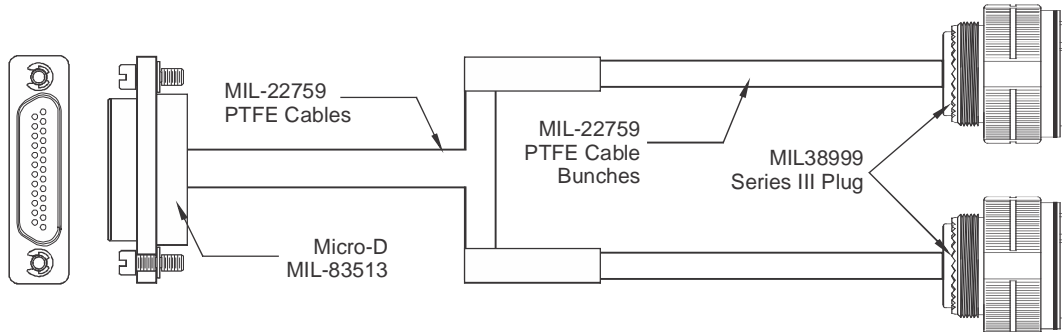 MIL-22759
PTFE Cables
MIL-22759
PTFE Cable
Bunches
MIL38999
Series III Plug
Micro-D
MIL-83513